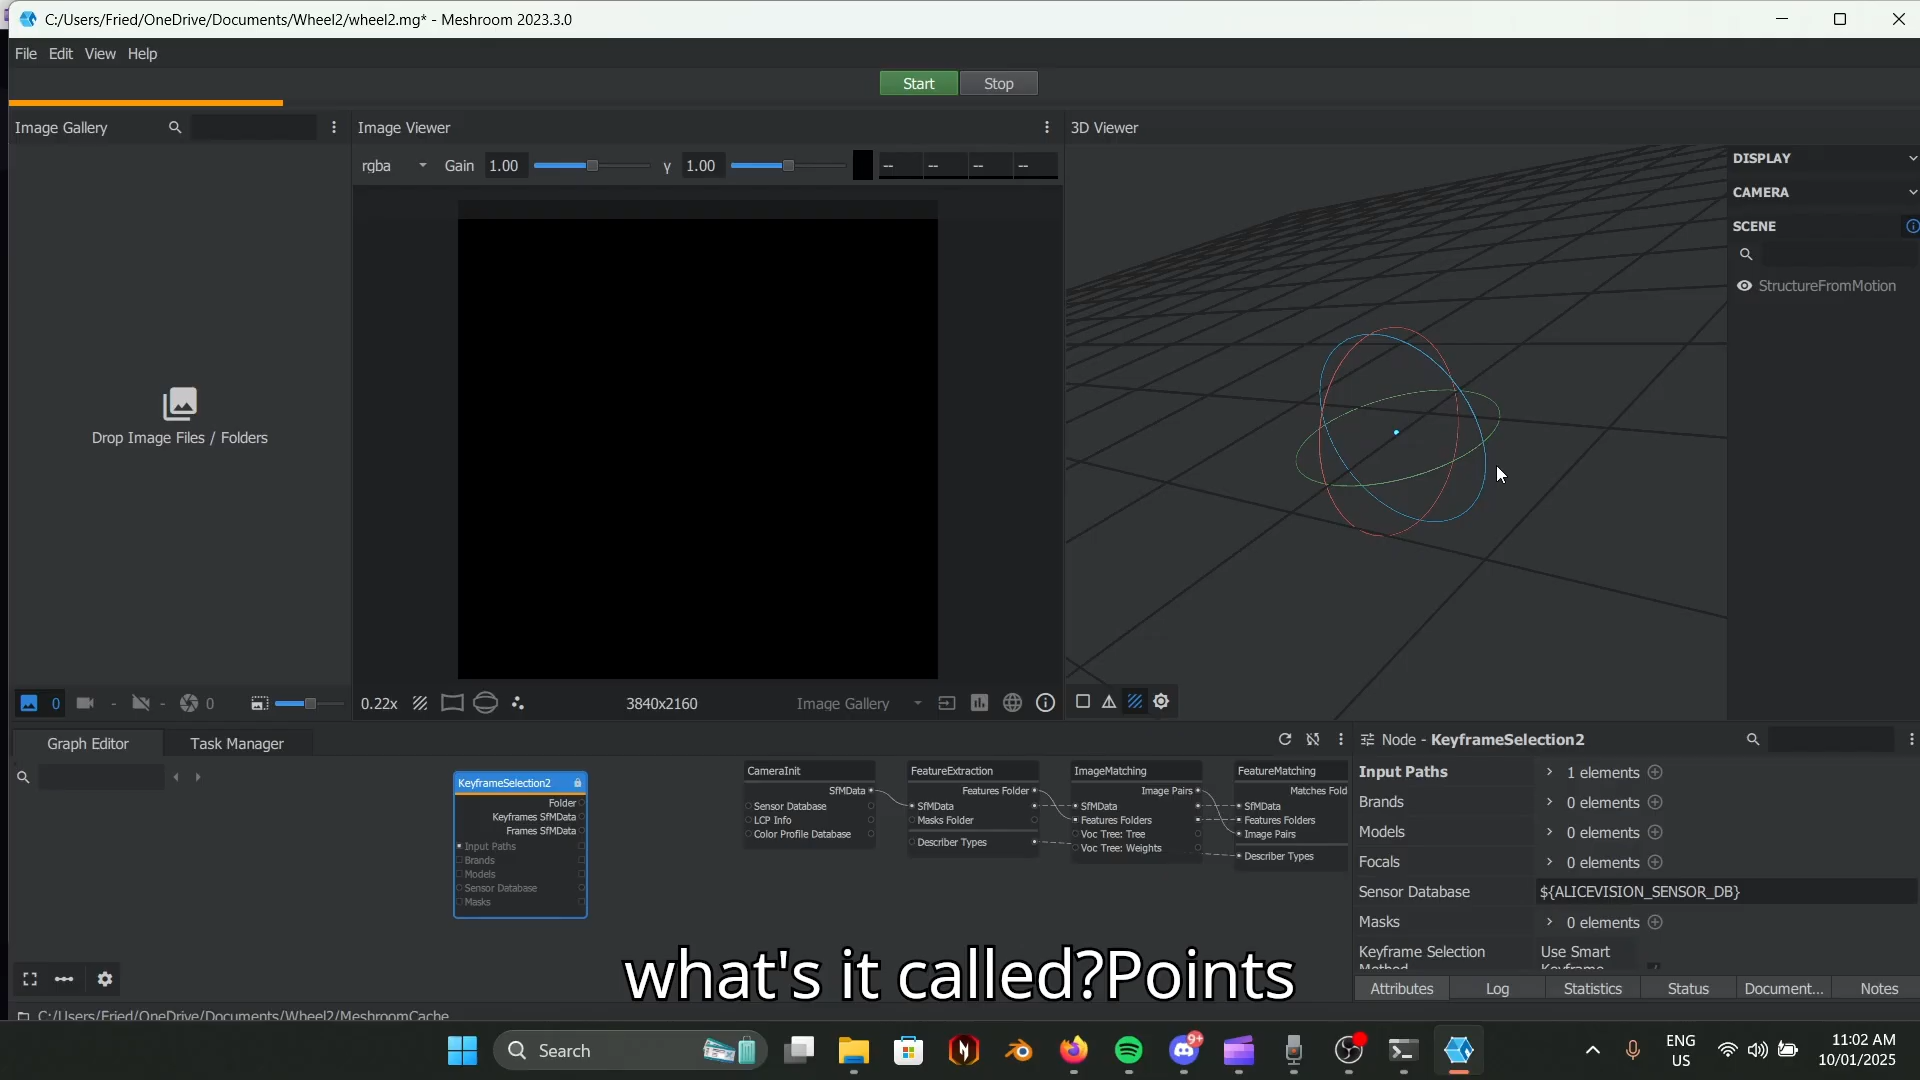 C:/Users/Fried/OneDrive/Documents/Wheel2/wheel2.mg* - Meshroom 2023.3.0
File Edit View Help
Start Stop
Image Gallery
Image Viewer
3D Viewer
rgba Gain 1.00 γ 1.00 -- -- -- --
DISPLAY
CAMERA
SCENE
StructureFromMotion
Drop Image Files / Folders
0 - - 0
0.22x 3840x2160 Image Gallery
Graph Editor Task Manager
Node - KeyframeSelection2
KeyframeSelection2
Folder
Keyframes SfMData
Frames SfMData
Input Paths
Brands
Models
Sensor Database
Masks
CameraInit
SfMData
Sensor Database
LCP Info
Color Profile Database
FeatureExtraction
Features Folder
SfMData
Masks Folder
Describer Types
ImageMatching
Image Pairs
SfMData
Features Folders
Voc Tree: Tree
Voc Tree: Weights
FeatureMatching
Matches Fold
SfMData
Features Folders
Image Pairs
Describer Types
Input Paths 1 elements
Brands 0 elements
Models 0 elements
Focals 0 elements
Sensor Database ${ALICEVISION_SENSOR_DB}
Masks 0 elements
Keyframe Selection Use Smart
Attributes Log Statistics Status Document... Notes
what's it called?Points
C:/Users/Fried/OneDrive/Documents/Wheel2/MeshroomCache
Search
9+
ENG
US
11:02 AM
10/01/2025